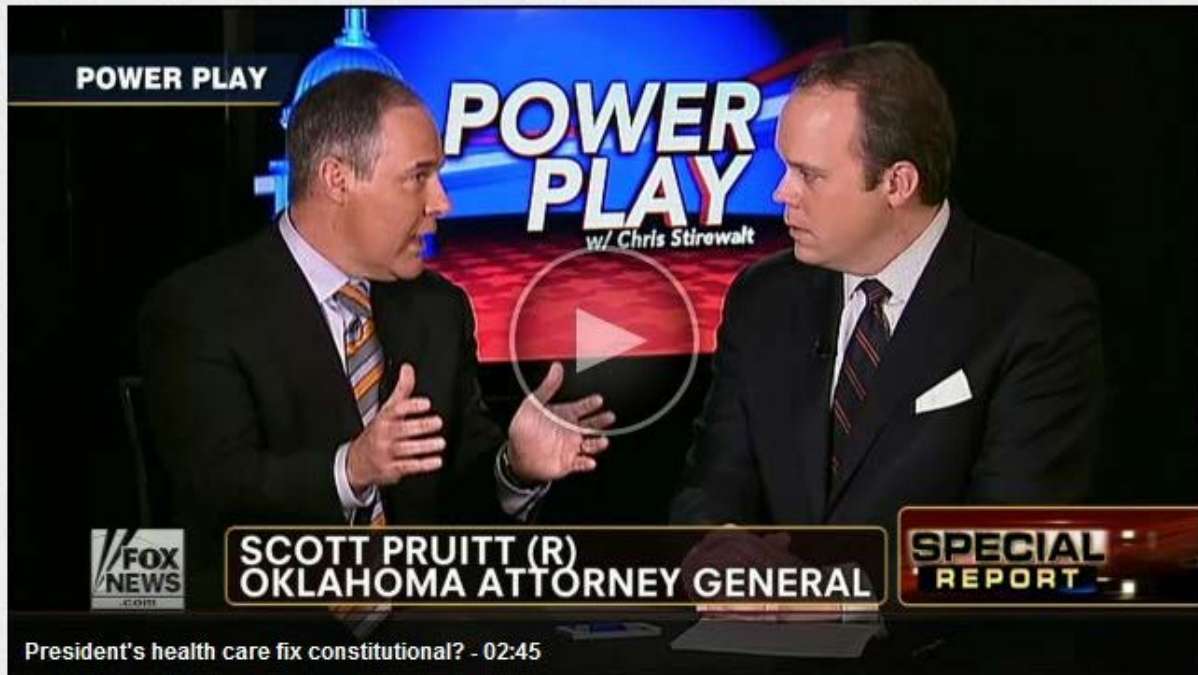 POWER PLAY
POWER
PLAY
w/ Chris Stirewalt
FOX
NEWS
.com
SCOTT PRUITT (R)
OKLAHOMA ATTORNEY GENERAL
SPECIAL
REPORT
President's health care fix constitutional? - 02:45